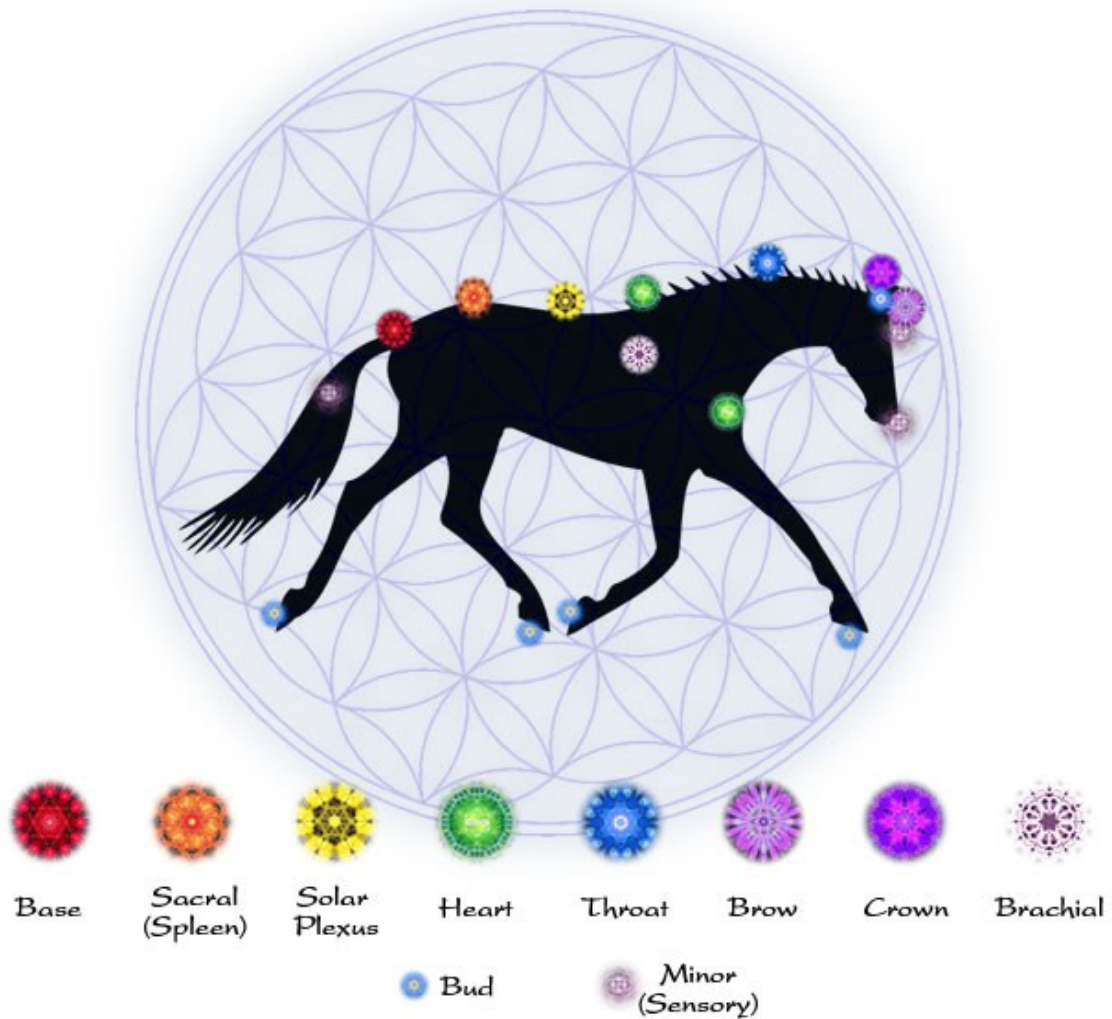 Base
Sacral
(Spleen)
Solar
Plexus
Heart
Throat
Brow
Crown
Brachial
Bud
Minor
(Sensory)